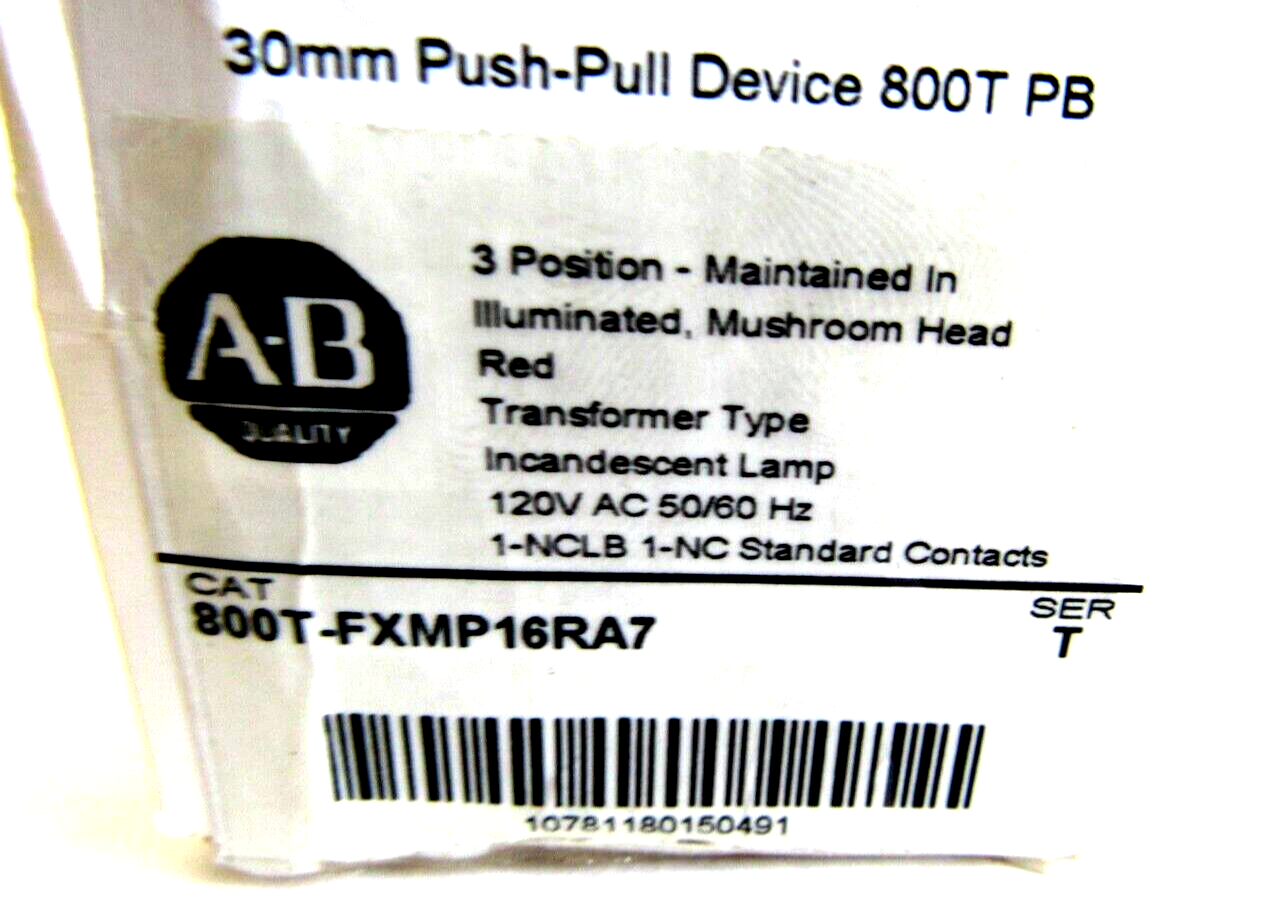 30mm Push-Pull Device 800T PB
A-B
QUALITY
3 Position - Maintained In
Illuminated, Mushroom Head
Red
Transformer Type
Incandescent Lamp
120V AC 50/60 Hz
1-NCLB 1-NC Standard Contacts
CAT
800T-FXMP16RA7
SER
T
10781180150491